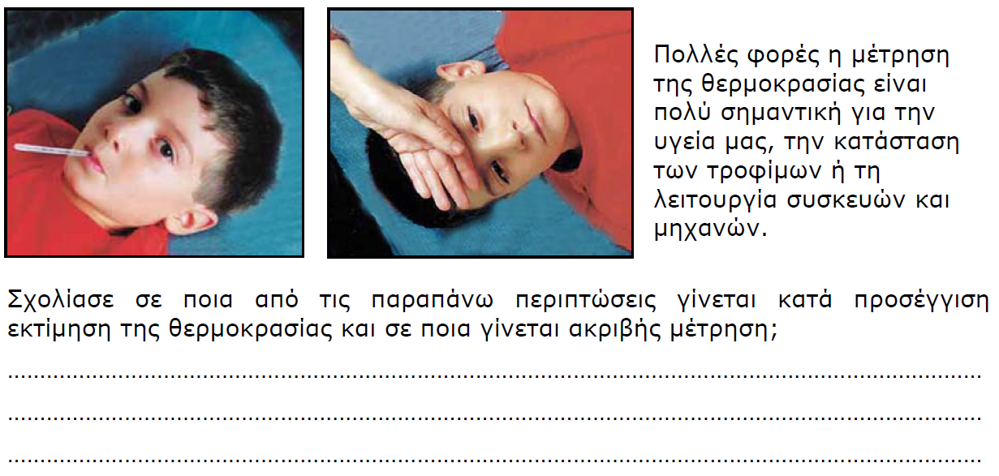 Πολλές φορές η μέτρηση
της θερμοκρασίας είναι
πολύ σημαντική για την
υγεία μας, την κατάσταση
των τροφίμων ή τη
λειτουργία συσκευών και
μηχανών.
Σχολίασε σε ποια από τις παραπάνω περιπτώσεις γίνεται κατά προσέγγιση
εκτίμηση της θερμοκρασίας και σε ποια γίνεται ακριβής μέτρηση;